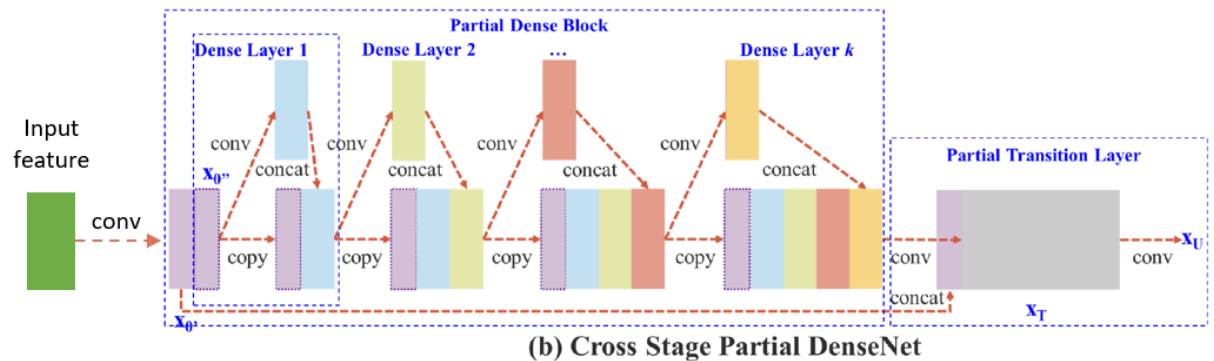 Partial Dense Block
Dense Layer 1
Dense Layer 2
...
Dense Layer k
Input
feature
conv
x0''
conv
concat
copy
conv
concat
copy
conv
concat
copy
conv
concat
copy
x0'
Partial Transition Layer
conv
concat
xT
conv
xU
(b) Cross Stage Partial DenseNet